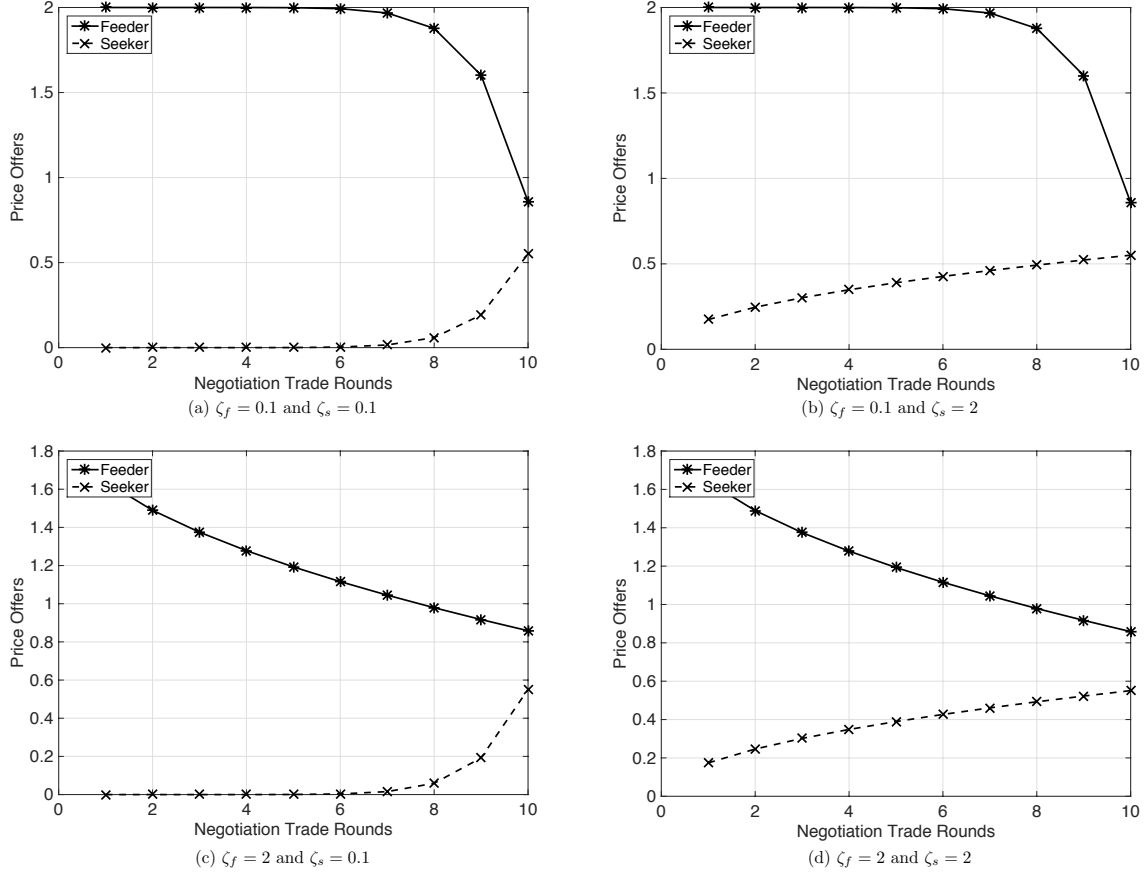 2
1.5
1
0.5
0
Price Offers
Feeder
Seeker
0 2 4 6 8 10
Negotiation Trade Rounds
(a) ζ_f = 0.1 and ζ_s = 0.1
2
1.5
1
0.5
0
Price Offers
Feeder
Seeker
0 2 4 6 8 10
Negotiation Trade Rounds
(b) ζ_f = 0.1 and ζ_s = 2
1.8
1.6
1.4
1.2
1
0.8
0.6
0.4
0.2
0
Price Offers
Feeder
Seeker
0 2 4 6 8 10
Negotiation Trade Rounds
(c) ζ_f = 2 and ζ_s = 0.1
1.8
1.6
1.4
1.2
1
0.8
0.6
0.4
0.2
0
Price Offers
Feeder
Seeker
0 2 4 6 8 10
Negotiation Trade Rounds
(d) ζ_f = 2 and ζ_s = 2